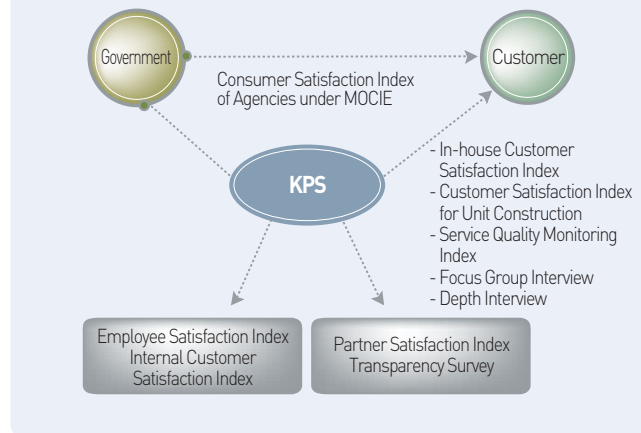 Government
Customer
Consumer Satisfaction Index
of Agencies under MOCIE
KPS
- In-house Customer
Satisfaction Index
- Customer Satisfaction Index
for Unit Construction
- Service Quality Monitoring
Index
- Focus Group Interview
- Depth Interview
Employee Satisfaction Index
Internal Customer
Satisfaction Index
Partner Satisfaction Index
Transparency Survey